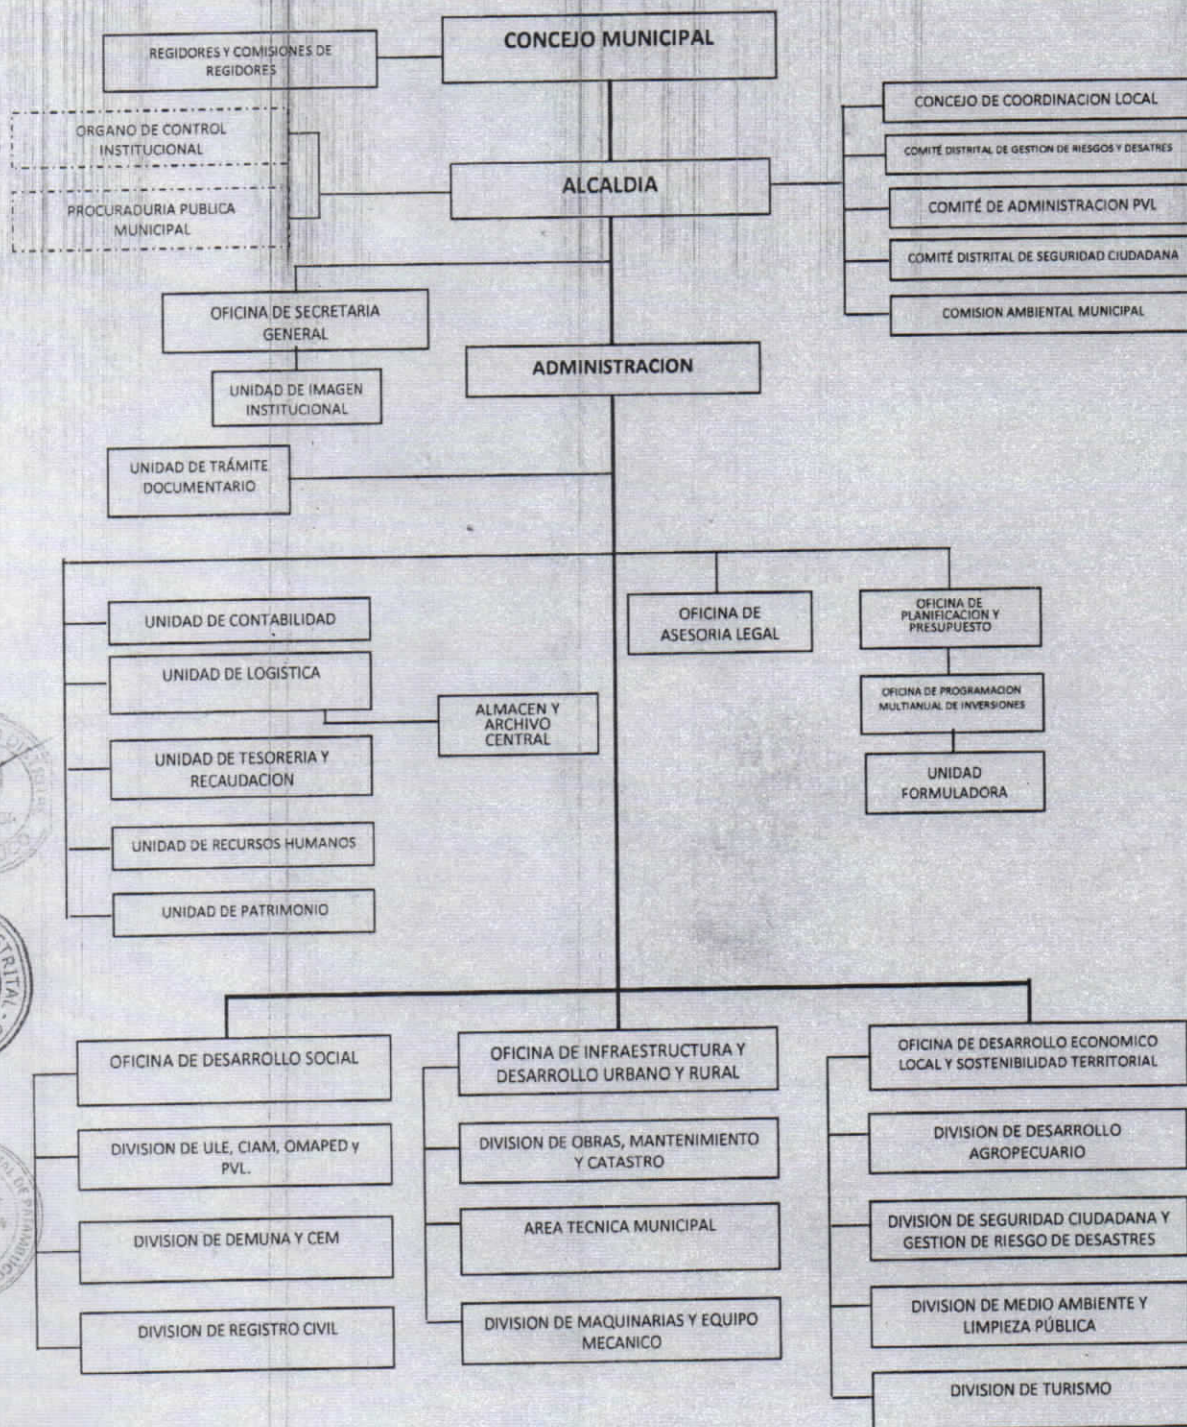 CONCEJO MUNICIPAL
REGIDORES Y COMISIONES DE
REGIDORES
ORGANO DE CONTROL
INSTITUCIONAL
PROCURADURIA PUBLICA
MUNICIPAL
ALCALDIA
CONCEJO DE COORDINACION LOCAL
COMITÉ DISTRITAL DE GESTION DE RIESGOS Y DESATRES
COMITÉ DE ADMINISTRACION PVL
COMITÉ DISTRITAL DE SEGURIDAD CIUDADANA
COMISION AMBIENTAL MUNICIPAL
OFICINA DE SECRETARIA
GENERAL
UNIDAD DE IMAGEN
INSTITUCIONAL
ADMINISTRACION
UNIDAD DE TRÁMITE
DOCUMENTARIO
UNIDAD DE CONTABILIDAD
UNIDAD DE LOGISTICA
ALMACEN Y
ARCHIVO
CENTRAL
UNIDAD DE TESORERIA Y
RECAUDACION
UNIDAD DE RECURSOS HUMANOS
UNIDAD DE PATRIMONIO
OFICINA DE
ASESORIA LEGAL
OFICINA DE
PLANIFICACION Y
PRESUPUESTO
OFICINA DE PROGRAMACION
MULTIANUAL DE INVERSIONES
UNIDAD
FORMULADORA
OFICINA DE DESARROLLO SOCIAL
DIVISION DE ULE, CIAM, OMAPED y
PVL.
DIVISION DE DEMUNA Y CEM
DIVISION DE REGISTRO CIVIL
OFICINA DE INFRAESTRUCTURA Y
DESARROLLO URBANO Y RURAL
DIVISION DE OBRAS, MANTENIMIENTO
Y CATASTRO
AREA TECNICA MUNICIPAL
DIVISION DE MAQUINARIAS Y EQUIPO
MECANICO
OFICINA DE DESARROLLO ECONOMICO
LOCAL Y SOSTENIBILIDAD TERRITORIAL
DIVISION DE DESARROLLO
AGROPECUARIO
DIVISION DE SEGURIDAD CIUDADANA Y
GESTION DE RIESGO DE DESASTRES
DIVISION DE MEDIO AMBIENTE Y
LIMPIEZA PÚBLICA
DIVISION DE TURISMO